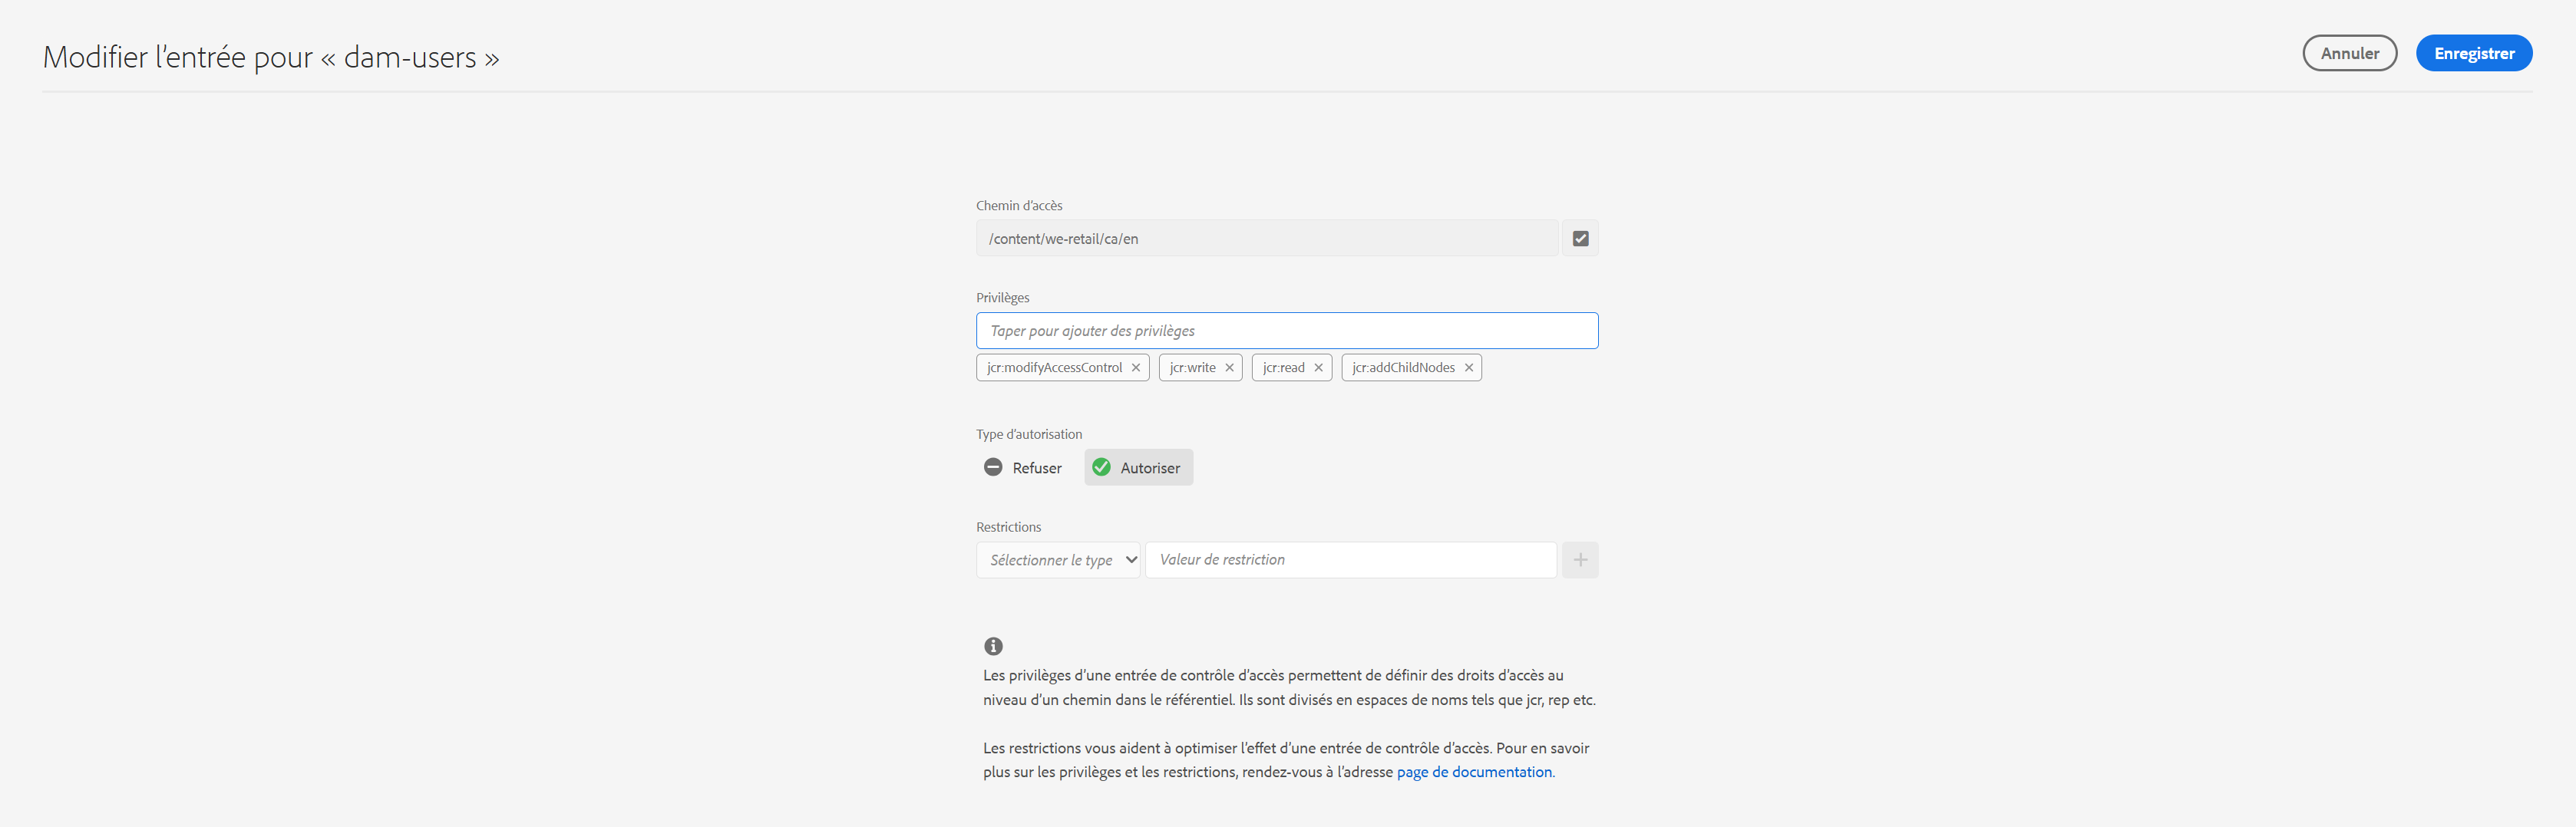 Modifier l’entrée pour « dam-users »
Annuler
Enregistrer
Chemin d’accès
/content/we-retail/ca/en
Privilèges
Taper pour ajouter des privilèges
jcr:modifyAccessControl
jcr:write
jcr:read
jcr:addChildNodes
Type d’autorisation
Refuser
Autoriser
Restrictions
Sélectionner le type
Valeur de restriction
Les privilèges d’une entrée de contrôle d’accès permettent de définir des droits d’accès au
niveau d’un chemin dans le référentiel. Ils sont divisés en espaces de noms tels que jcr, rep etc.
Les restrictions vous aident à optimiser l’effet d’une entrée de contrôle d’accès. Pour en savoir
plus sur les privilèges et les restrictions, rendez-vous à l’adresse page de documentation.